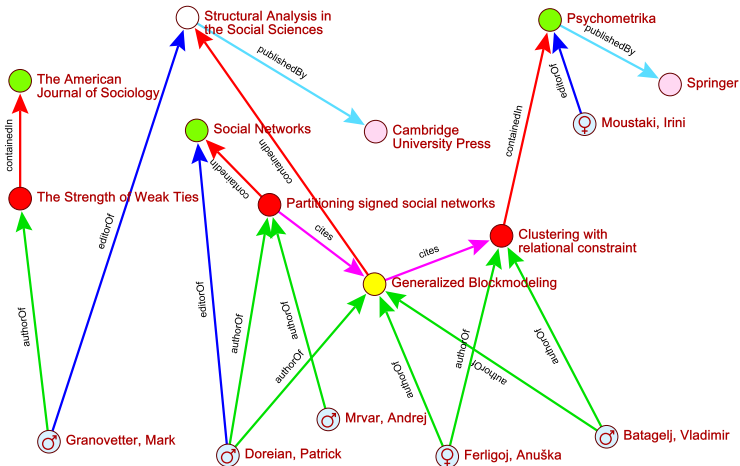 Structural Analysis in
the Social Sciences
Psychometrika
publishedBy
publishedBy
The American
Journal of Sociology
editorOf
Springer
Social Networks
Cambridge
University Press
Moustaki, Irini
containedIn
containedIn
containedIn
containedIn
The Strength of Weak Ties
Partitioning signed social networks
editorOf
cites
Clustering with
relational constraint
cites
Generalized Blockmodeling
editorOf
authorOf
authorOf
authorOf
authorOf
authorOf
authorOf
authorOf
authorOf
Mrvar, Andrej
Granovetter, Mark
Doreian, Patrick
Ferligoj, Anuška
Batagelj, Vladimir